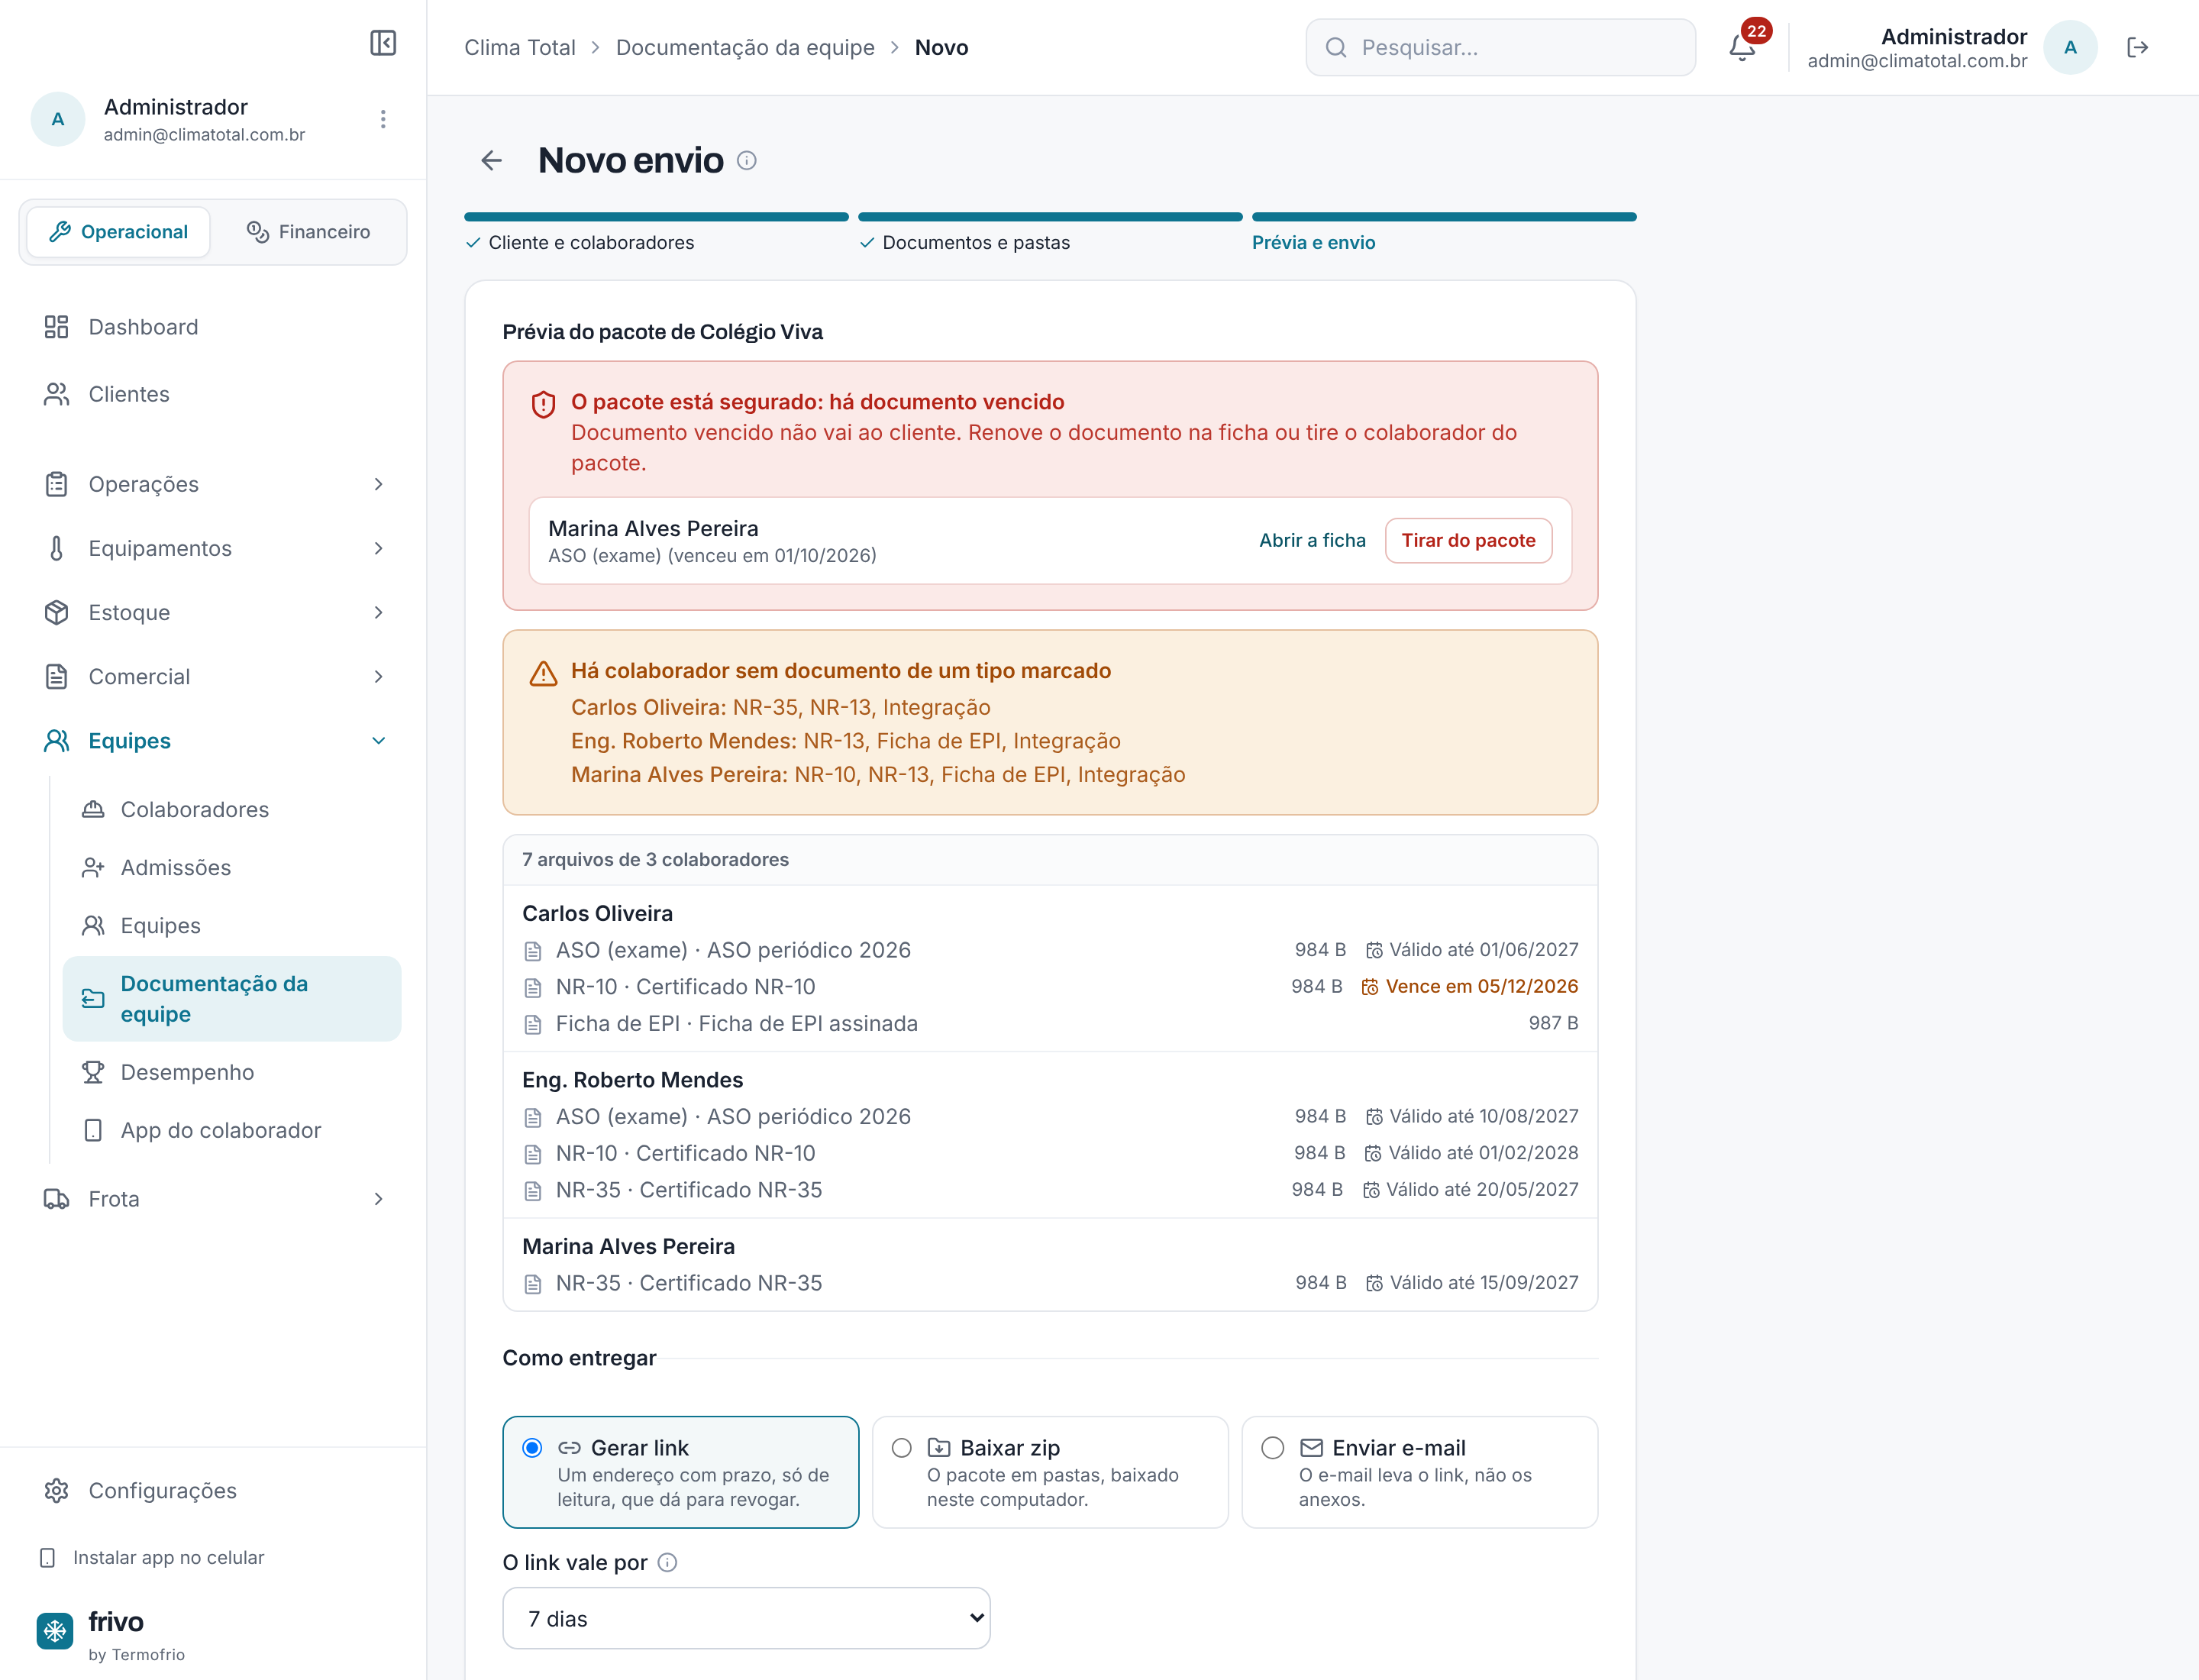 Clima Total > Documentação da equipe > Novo
Pesquisar...
22
Administrador
admin@climatotal.com.br
A
A
Administrador
admin@climatotal.com.br
Operacional
Financeiro
Dashboard
Clientes
Operações
Equipamentos
Estoque
Comercial
Equipes
Colaboradores
Admissões
Equipes
Documentação da
equipe
Desempenho
App do colaborador
Frota
Configurações
Instalar app no celular
frivo
by Termofrio
Novo envio
Cliente e colaboradores
Documentos e pastas
Prévia e envio
Prévia do pacote de Colégio Viva
O pacote está segurado: há documento vencido
Documento vencido não vai ao cliente. Renove o documento na ficha ou tire o colaborador do
pacote.
Marina Alves Pereira
ASO (exame) (venceu em 01/10/2026)
Abrir a ficha
Tirar do pacote
Há colaborador sem documento de um tipo marcado
Carlos Oliveira: NR-35, NR-13, Integração
Eng. Roberto Mendes: NR-13, Ficha de EPI, Integração
Marina Alves Pereira: NR-10, NR-13, Ficha de EPI, Integração
7 arquivos de 3 colaboradores
Carlos Oliveira
ASO (exame) · ASO periódico 2026 984 B Válido até 01/06/2027
NR-10 · Certificado NR-10 984 B Vence em 05/12/2026
Ficha de EPI · Ficha de EPI assinada 987 B
Eng. Roberto Mendes
ASO (exame) · ASO periódico 2026 984 B Válido até 10/08/2027
NR-10 · Certificado NR-10 984 B Válido até 01/02/2028
NR-35 · Certificado NR-35 984 B Válido até 20/05/2027
Marina Alves Pereira
NR-35 · Certificado NR-35 984 B Válido até 15/09/2027
Como entregar
Gerar link
Um endereço com prazo, só de
leitura, que dá para revogar.
Baixar zip
O pacote em pastas, baixado
neste computador.
Enviar e-mail
O e-mail leva o link, não os
anexos.
O link vale por
7 dias